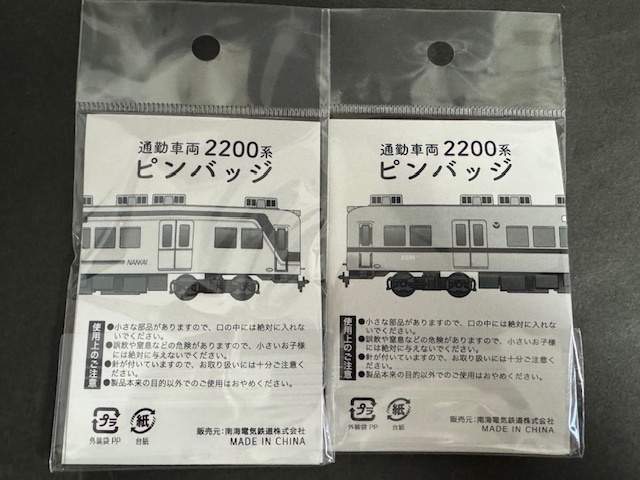 通勤車両 2200系
ピンバッジ
NANKAI
使用上のご注意
●小さな部品がありますので、口の中には絶対に入れないでください。
●誤飲や窒息などの危険がありますので、小さいお子様には絶対に与えないでください。
●針が付いていますので、お取り扱いには十分ご注意ください。
●製品本来の目的以外でのご使用はおやめください。
プラ
外装袋 PP
紙
台紙
販売元:南海電気鉄道株式会社
MADE IN CHINA
通勤車両 2200系
ピンバッジ
使用上のご注意
●小さな部品がありますので、口の中には絶対に入れないでください。
●誤飲や窒息などの危険がありますので、小さいお子様には絶対に与えないでください。
●針が付いていますので、お取り扱いには十分ご注意ください。
●製品本来の目的以外でのご使用はおやめください。
プラ
外装袋 PP
紙
台紙
販売元:南海電気鉄道株式会社
MADE IN CHINA